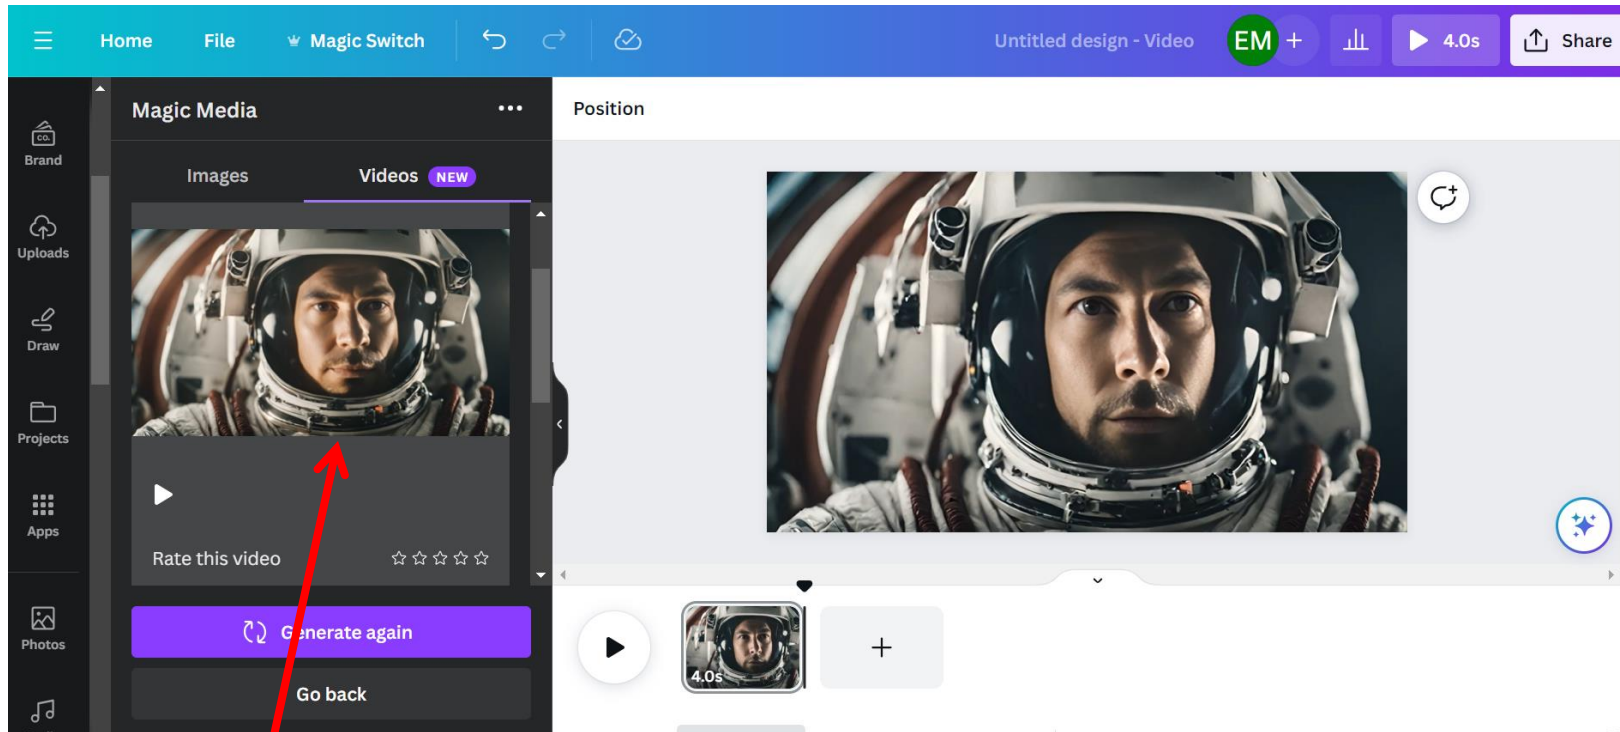 Home File Magic Switch Untitled design - Video EM + 4.0s Share
Brand
Uploads
Draw
Projects
Apps
Photos
Magic Media
Images Videos NEW
Rate this video
Generate again
Go back
Position
4.0s